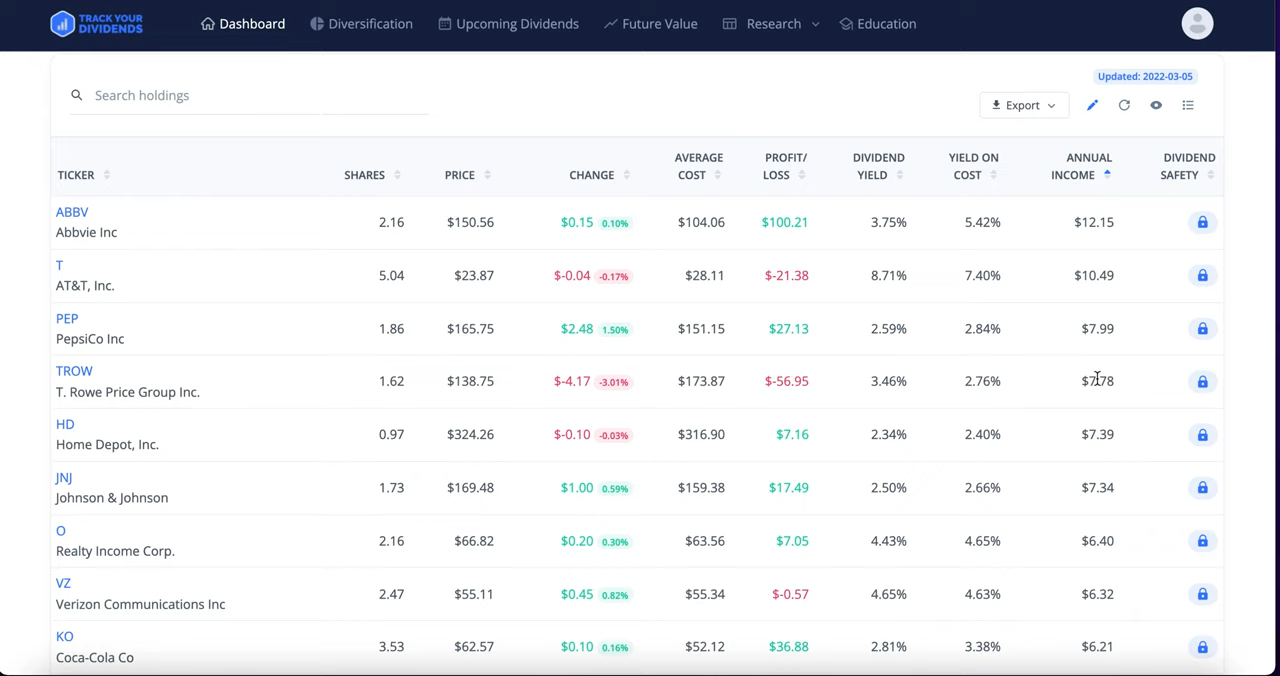 TRACK YOUR
DIVIDENDS
Dashboard Diversification Upcoming Dividends Future Value Research Education
Updated: 2022-03-05
Search holdings
Export
TICKER SHARES PRICE CHANGE AVERAGE COST PROFIT/ LOSS DIVIDEND YIELD YIELD ON COST ANNUAL INCOME DIVIDEND SAFETY
ABBV
Abbvie Inc
2.16 $150.56 $0.15 0.10% $104.06 $100.21 3.75% 5.42% $12.15
T
AT&T, Inc.
5.04 $23.87 $-0.04 -0.17% $28.11 $-21.38 8.71% 7.40% $10.49
PEP
PepsiCo Inc
1.86 $165.75 $2.48 1.50% $151.15 $27.13 2.59% 2.84% $7.99
TROW
T. Rowe Price Group Inc.
1.62 $138.75 $-4.17 -3.01% $173.87 $-56.95 3.46% 2.76% $7.78
HD
Home Depot, Inc.
0.97 $324.26 $-0.10 -0.03% $316.90 $7.16 2.34% 2.40% $7.39
JNJ
Johnson & Johnson
1.73 $169.48 $1.00 0.59% $159.38 $17.49 2.50% 2.66% $7.34
O
Realty Income Corp.
2.16 $66.82 $0.20 0.30% $63.56 $7.05 4.43% 4.65% $6.40
VZ
Verizon Communications Inc
2.47 $55.11 $0.45 0.82% $55.34 $-0.57 4.65% 4.63% $6.32
KO
Coca-Cola Co
3.53 $62.57 $0.10 0.16% $52.12 $36.88 2.81% 3.38% $6.21